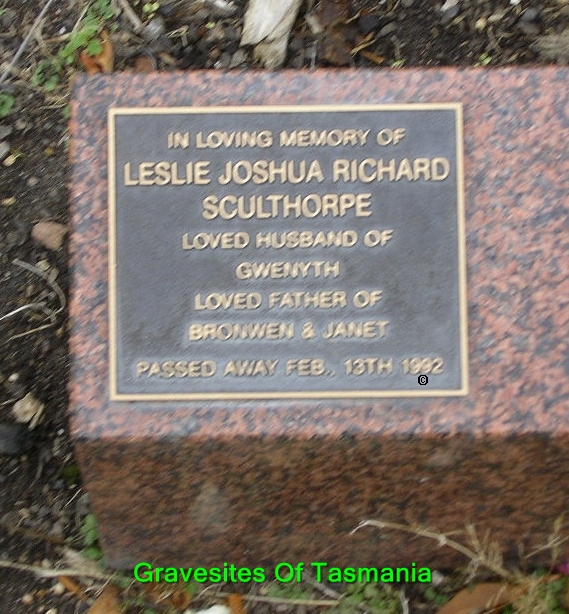 IN LOVING MEMORY OF
LESLIE JOSHUA RICHARD
SCULTHORPE
LOVED HUSBAND OF
GWENYTH
LOVED FATHER OF
BRONWEN & JANET
PASSED AWAY FEB., 13TH 1992
©
Gravesites Of Tasmania